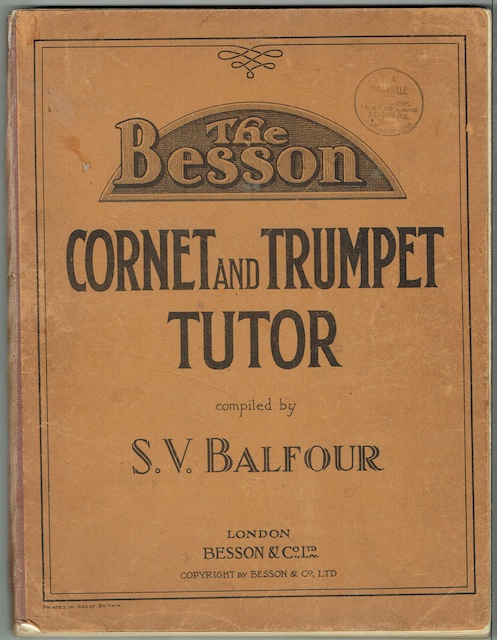 The
Besson
CORNET AND TRUMPET
TUTOR
compiled by
S. V. BALFOUR
LONDON
BESSON & CO. LTD.
COPYRIGHT BY BESSON & CO, LTD
PRINTED IN GREAT BRITAIN.